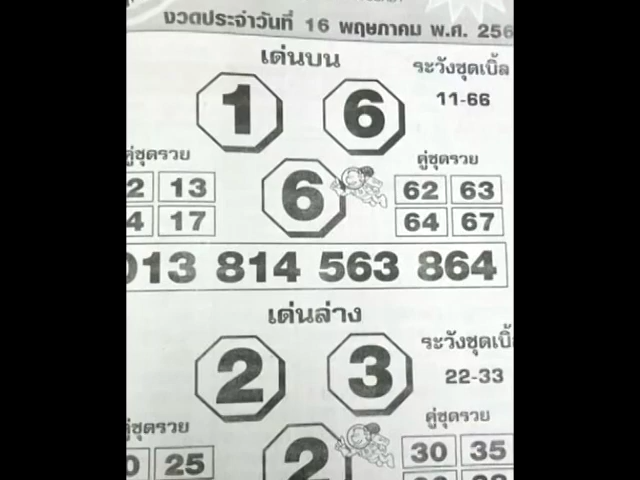 งวดประจำวันที่ 16 พฤษภาคม พ.ศ. 256
เด่นบน
ระวังชุดเบิ้ล
1 6
11-66
คู่ชุดรวย
คู่ชุดรวย
2 13
6
62 63
4 17
64 67
013 814 563 864
เด่นล่าง
ระวังชุดเบิ้ล
2 3
22-33
คู่ชุดรวย
คู่ชุดรวย
2
30 35
0 25